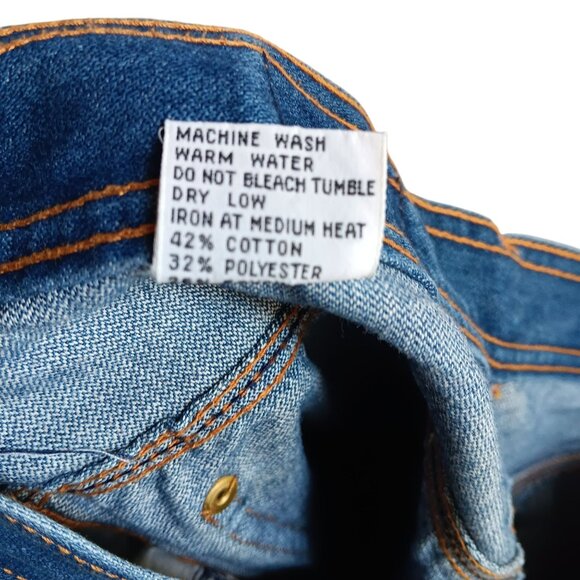 MACHINE WASH
WARM WATER
DO NOT BLEACH TUMBLE
DRY LOW
IRON AT MEDIUM HEAT
42% COTTON
32% POLYESTER